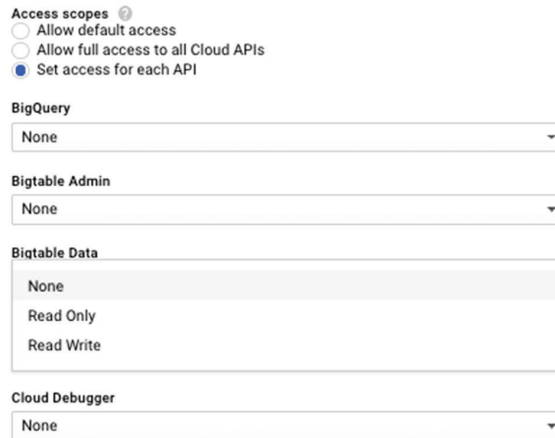 Access scopes ?
Allow default access
Allow full access to all Cloud APIs
Set access for each API
BigQuery
None
Bigtable Admin
None
Bigtable Data
None
Read Only
Read Write
Cloud Debugger
None